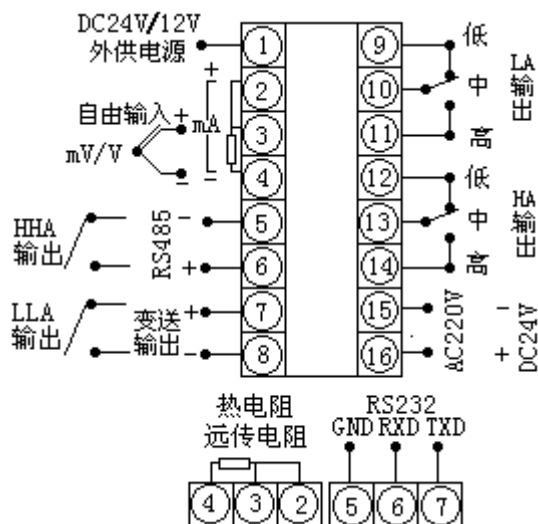 DC24V/12V
外供电源
1
2
3
4
5
6
7
8
+
mA
−
自由输入 +
mV/V
−
HHA
输出
RS485
−
+
LLA
输出
变送
输出
+
−
9
10
11
12
13
14
15
16
低
中
高
LA
输出
低
中
高
HA
输出
AC220V
−
+
DC24V
热电阻
远传电阻
4 3 2
RS232
GND RXD TXD
5 6 7